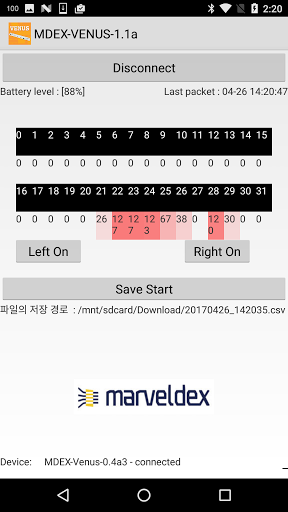 100 2:20
VENUS MDEX-VENUS-1.1a
Disconnect
Battery level : [88%] Last packet : 04-26 14:20:47
0 1 2 3 4 5 6 7 8 9 10 11 12 13 14 15
0 0 0 0 0 0 0 0 0 0 0 0 0 0 0 0
16 17 18 19 20 21 22 23 24 25 26 27 28 29 30 31
0 0 0 0 0 26 127 127 123 67 38 0 120 30 0 0
Left On Right On
Save Start
파일의 저장 경로 : /mnt/sdcard/Download/20170426_142035.csv
marveldex
Device: MDEX-Venus-0.4a3 - connected